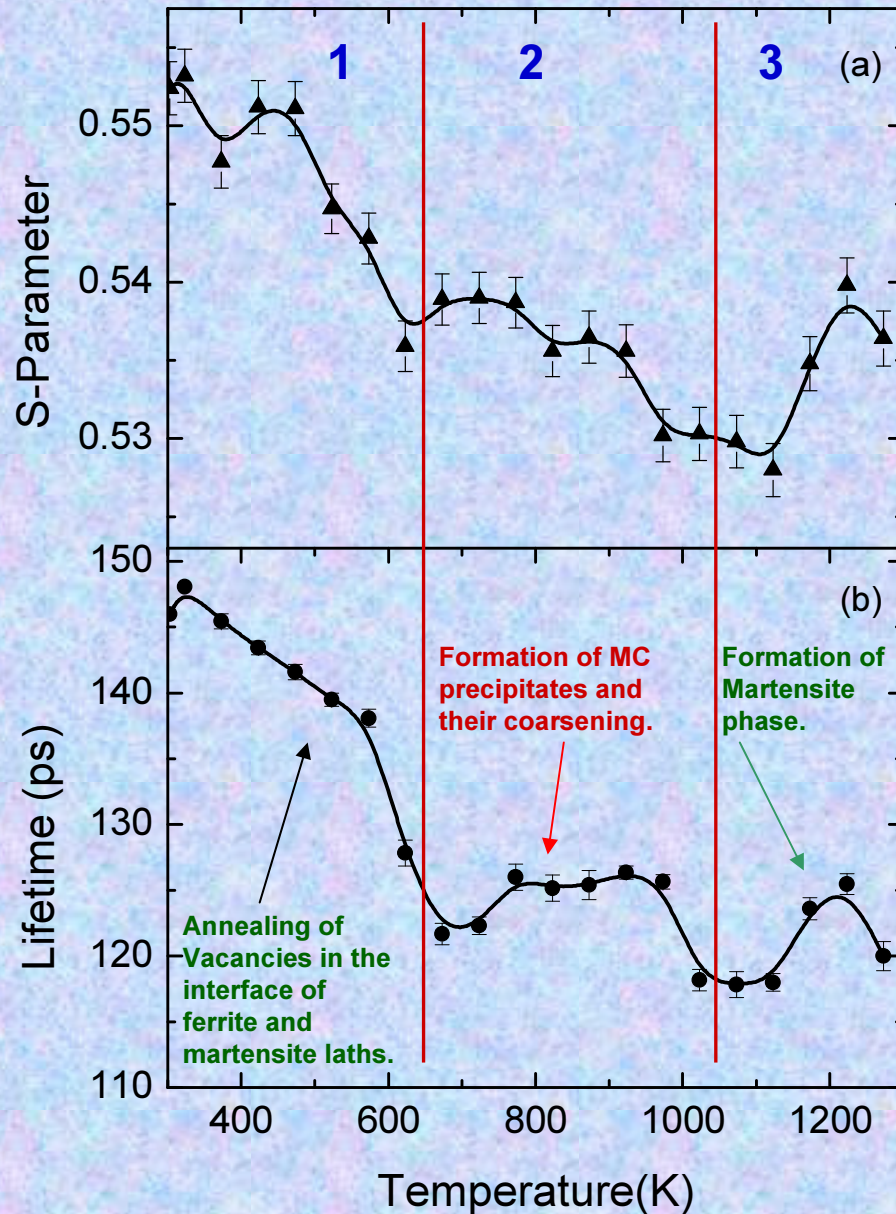 1
2
3
(a)
S-Parameter
0.55
0.54
0.53
(b)
Lifetime (ps)
150
140
130
120
110
Formation of MC
precipitates and
their coarsening.
Formation of
Martensite
phase.
Annealing of
Vacancies in the
interface of
ferrite and
martensite laths.
400
600
800
1000
1200
Temperature(K)